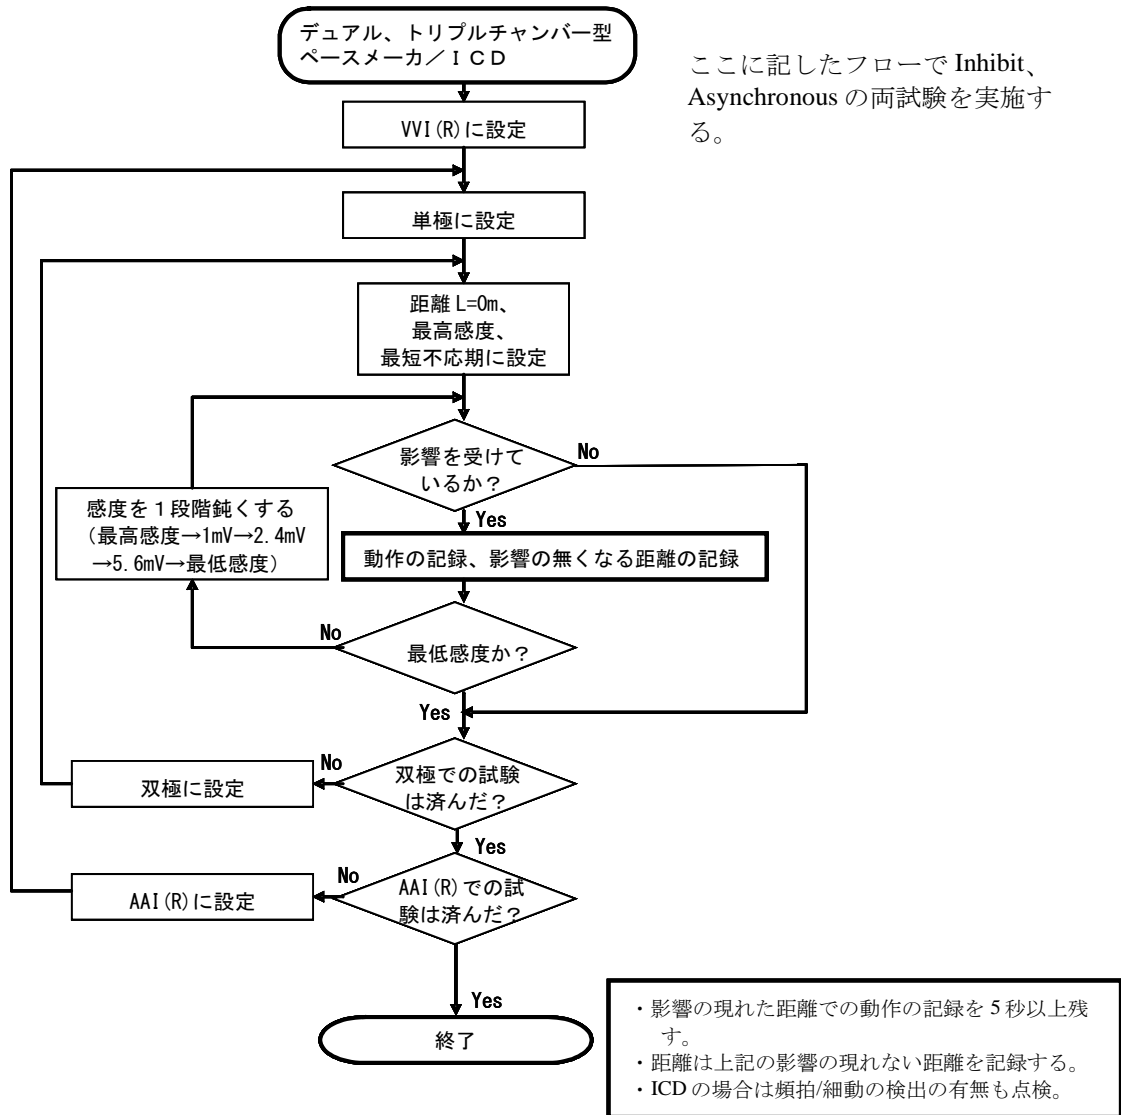 デュアル、トリプルチャンバー型
ペースメーカ／ＩＣＤ
ここに記したフローで Inhibit、
Asynchronous の両試験を実施す
る。
VVI(R)に設定
単極に設定
距離 L=0m、
最高感度、
最短不応期に設定
影響を受けて
いるか？
No
Yes
感度を１段階鈍くする
（最高感度→1mV→2.4mV
→5.6mV→最低感度）
動作の記録、影響の無くなる距離の記録
No
最低感度か？
Yes
No
双極での試験
は済んだ？
双極に設定
Yes
No
AAI(R)での試
験は済んだ？
AAI(R)に設定
Yes
終了
・影響の現れた距離での動作の記録を 5 秒以上残
す。
・距離は上記の影響の現れない距離を記録する。
・ICD の場合は頻拍/細動の検出の有無も点検。